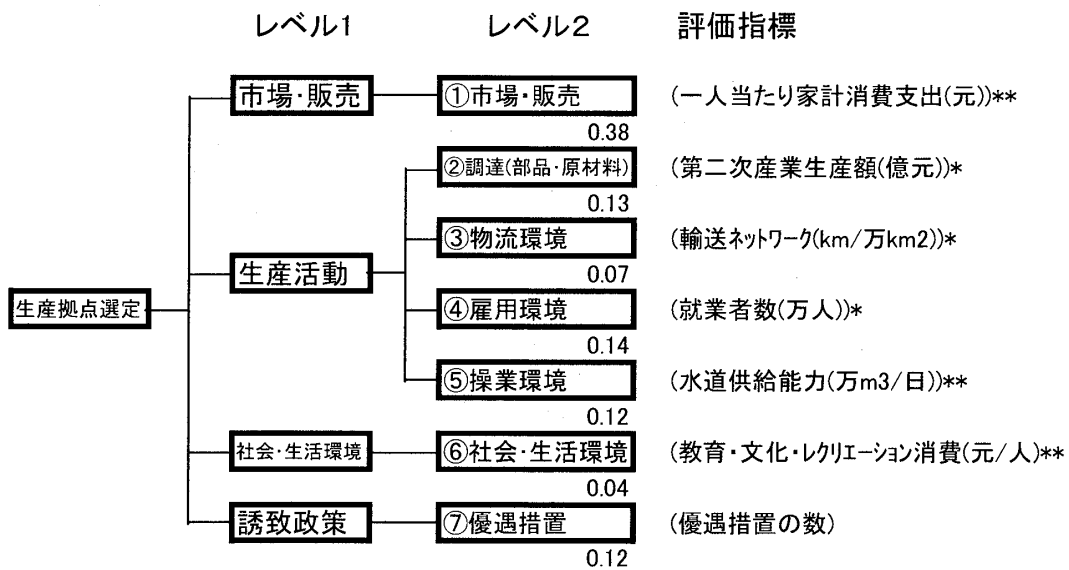 レベル1 レベル2 評価指標
市場・販売 ①市場・販売 (一人当たり家計消費支出(元))**
0.38
②調達(部品・原材料) (第二次産業生産額(億元))*
0.13
③物流環境 (輸送ネットワーク(km/万km2))*
0.07
生産活動
生産拠点選定 ④雇用環境 (就業者数(万人))*
0.14
⑤操業環境 (水道供給能力(万m3/日))**
0.12
社会・生活環境 ⑥社会・生活環境 (教育・文化・レクリエーション消費(元/人)**
0.04
誘致政策 ⑦優遇措置 (優遇措置の数)
0.12